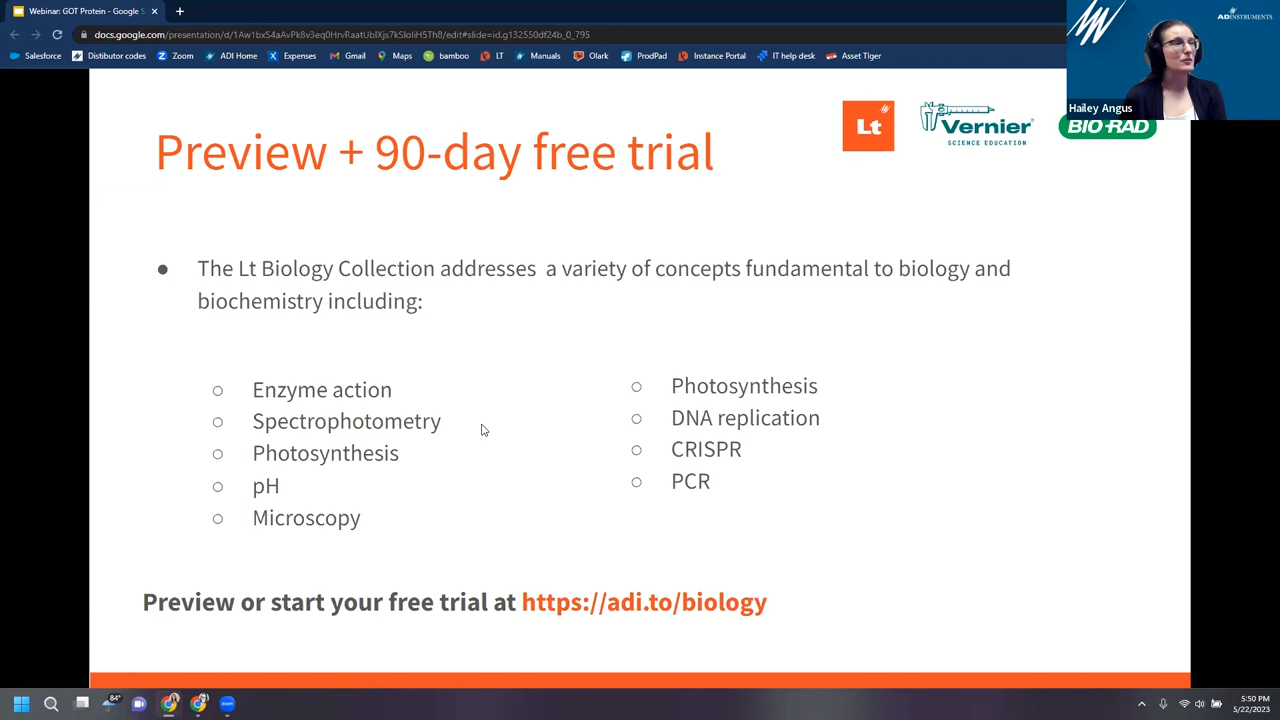 Webinar: GOT Protein - Google S
docs.google.com/presentation/d/1Aw1bxS4aAvPk8v3eq0HrvRaatUblXjs7kSIoIiH5Th8/edit#slide=id.g132550df24b_0_795
Salesforce Distributor codes Zoom ADI Home Expenses Gmail Maps bamboo LT Manuals Olark ProdPad Instance Portal IT help desk Asset Tiger
ADINSTRUMENTS
Hailey Angus
Lt
Vernier
SCIENCE EDUCATION
BIO-RAD
Preview + 90-day free trial
The Lt Biology Collection addresses a variety of concepts fundamental to biology and
biochemistry including:
Enzyme action
Spectrophotometry
Photosynthesis
pH
Microscopy
Photosynthesis
DNA replication
CRISPR
PCR
Preview or start your free trial at https://adi.to/biology
84°
zoom
5:50 PM
5/22/2023